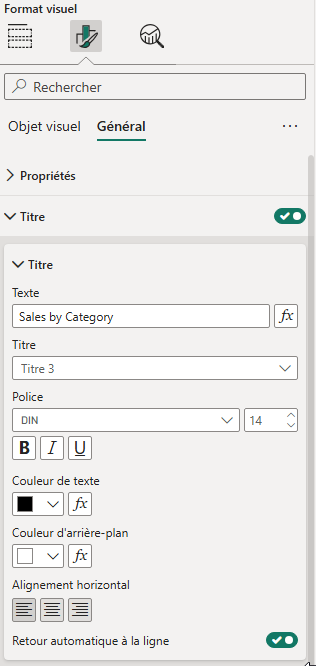 Format visuel
Rechercher
Objet visuel Général ...
Propriétés
Titre
Titre
Texte
Sales by Category fx
Titre
Titre 3
Police
DIN 14
B I U
Couleur de texte
fx
Couleur d'arrière-plan
fx
Alignement horizontal
Retour automatique à la ligne